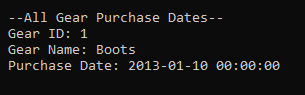 --All Gear Purchase Dates--
Gear ID: 1
Gear Name: Boots
Purchase Date: 2013-01-10 00:00:00